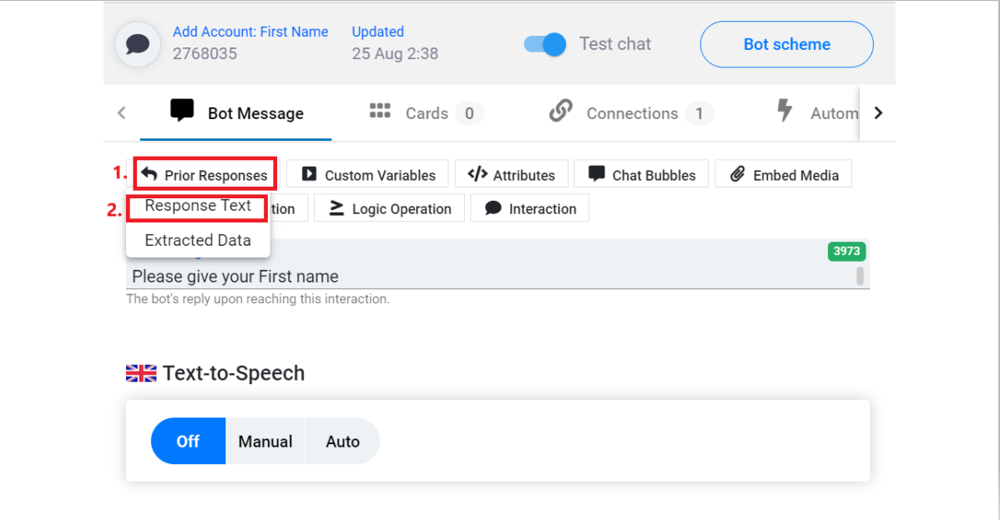 Add Account: First Name Updated
2768035 25 Aug 2:38 Test chat Bot scheme
Bot Message Cards 0 Connections 1 Autom
1. Prior Responses Custom Variables </> Attributes Chat Bubbles Embed Media
2. Response Text tion Logic Operation Interaction
Extracted Data
3973
Please give your First name
The bot's reply upon reaching this interaction.
Text-to-Speech
Off Manual Auto